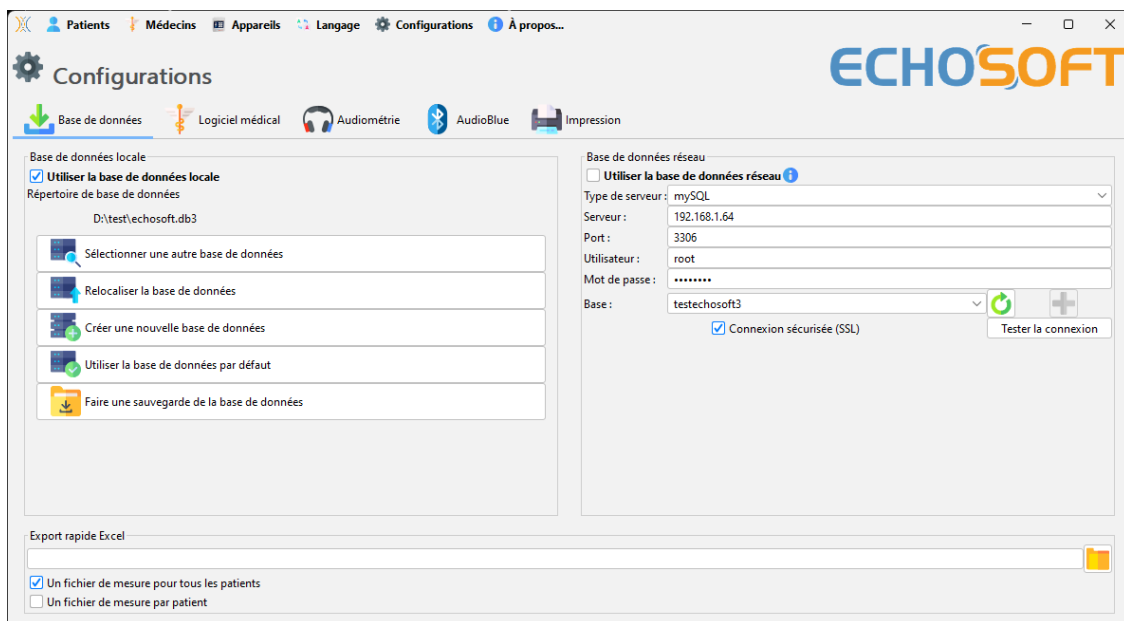 Patients Médecins Appareils Langage Configurations À propos...
Configurations
ECHOSOFT
Base de données Logiciel médical Audiométrie AudioBlue Impression
Base de données locale
Utiliser la base de données locale
Répertoire de base de données
D:\test\echosoft.db3
Sélectionner une autre base de données
Relocaliser la base de données
Créer une nouvelle base de données
Utiliser la base de données par défaut
Faire une sauvegarde de la base de données
Base de données réseau
Utiliser la base de données réseau
Type de serveur : mySQL
Serveur : 192.168.1.64
Port : 3306
Utilisateur : root
Mot de passe : ••••••••
Base : testechosoft3
Connexion sécurisée (SSL) Tester la connexion
Export rapide Excel
Un fichier de mesure pour tous les patients
Un fichier de mesure par patient